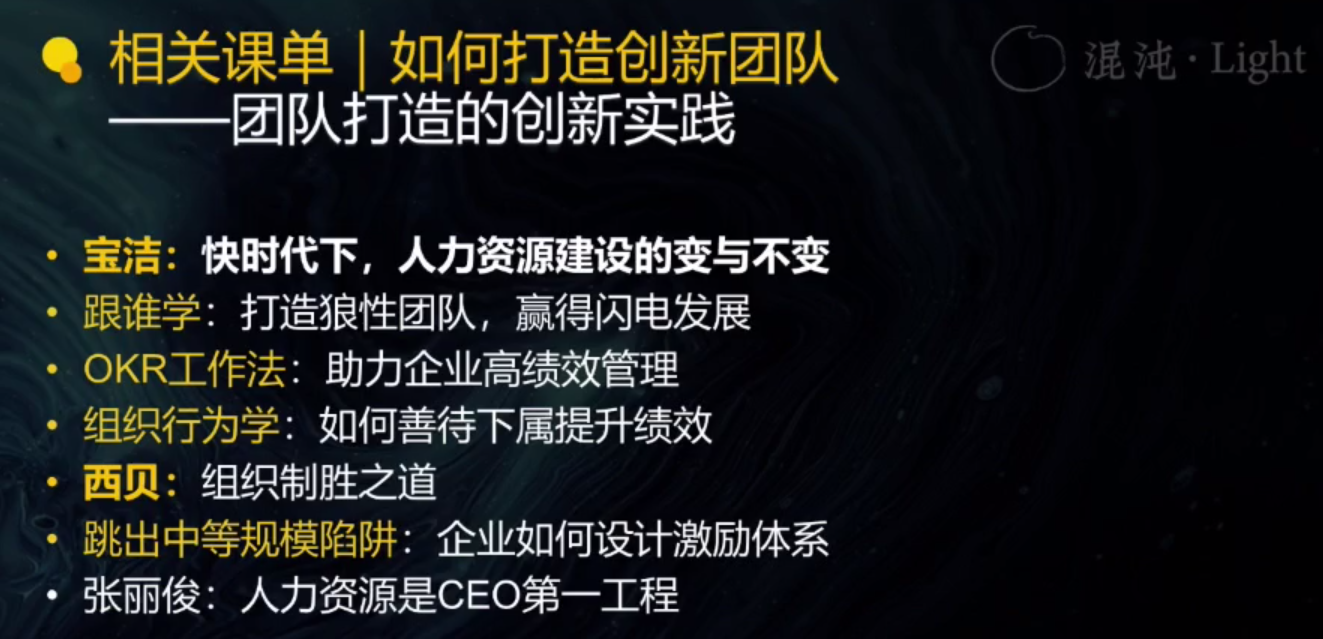 相关课单｜如何打造创新团队
混沌·Light
——团队打造的创新实践
• 宝洁：快时代下，人力资源建设的变与不变
• 跟谁学：打造狼性团队，赢得闪电发展
• OKR工作法：助力企业高绩效管理
• 组织行为学：如何善待下属提升绩效
• 西贝：组织制胜之道
• 跳出中等规模陷阱：企业如何设计激励体系
• 张丽俊：人力资源是CEO第一工程